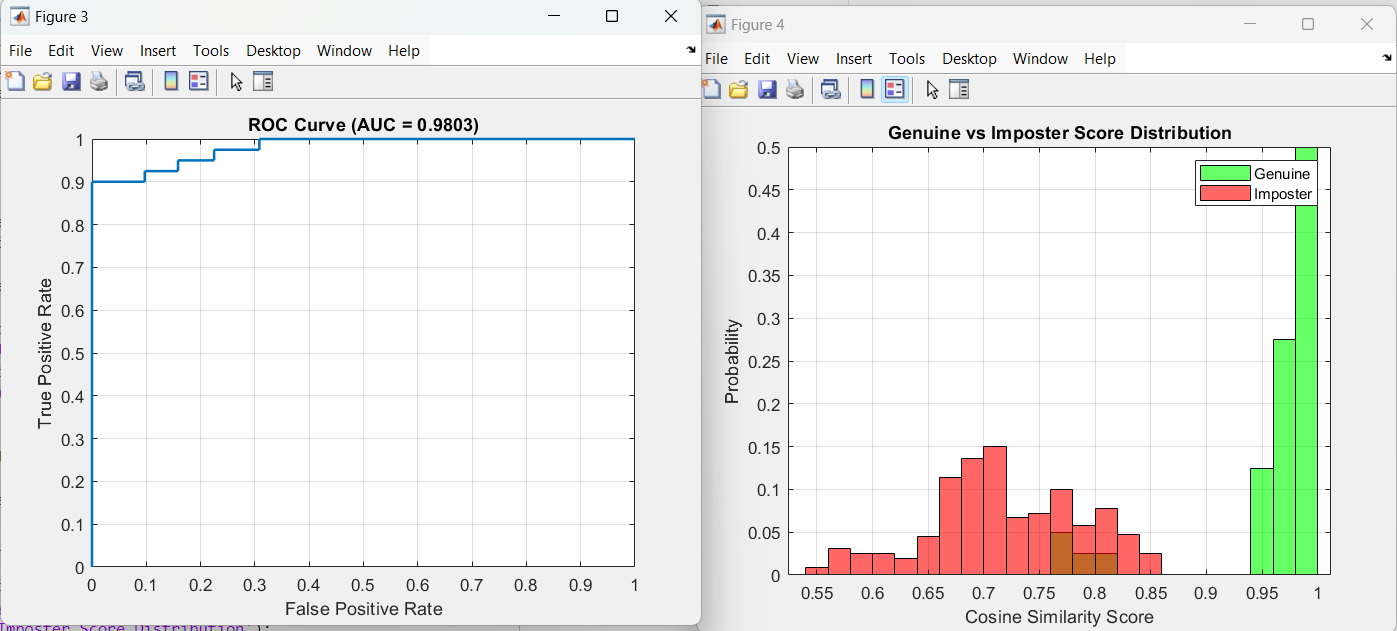 Figure 3
File Edit View Insert Tools Desktop Window Help
ROC Curve (AUC = 0.9803)
1
0.9
0.8
0.7
0.6
0.5
0.4
0.3
0.2
0.1
0
True Positive Rate
0 0.1 0.2 0.3 0.4 0.5 0.6 0.7 0.8 0.9 1
False Positive Rate
Figure 4
File Edit View Insert Tools Desktop Window Help
Genuine vs Imposter Score Distribution
Genuine
Imposter
0.5
0.45
0.4
0.35
0.3
0.25
0.2
0.15
0.1
0.05
0
Probability
0.55 0.6 0.65 0.7 0.75 0.8 0.85 0.9 0.95 1
Cosine Similarity Score
Imposter Score Distribution');